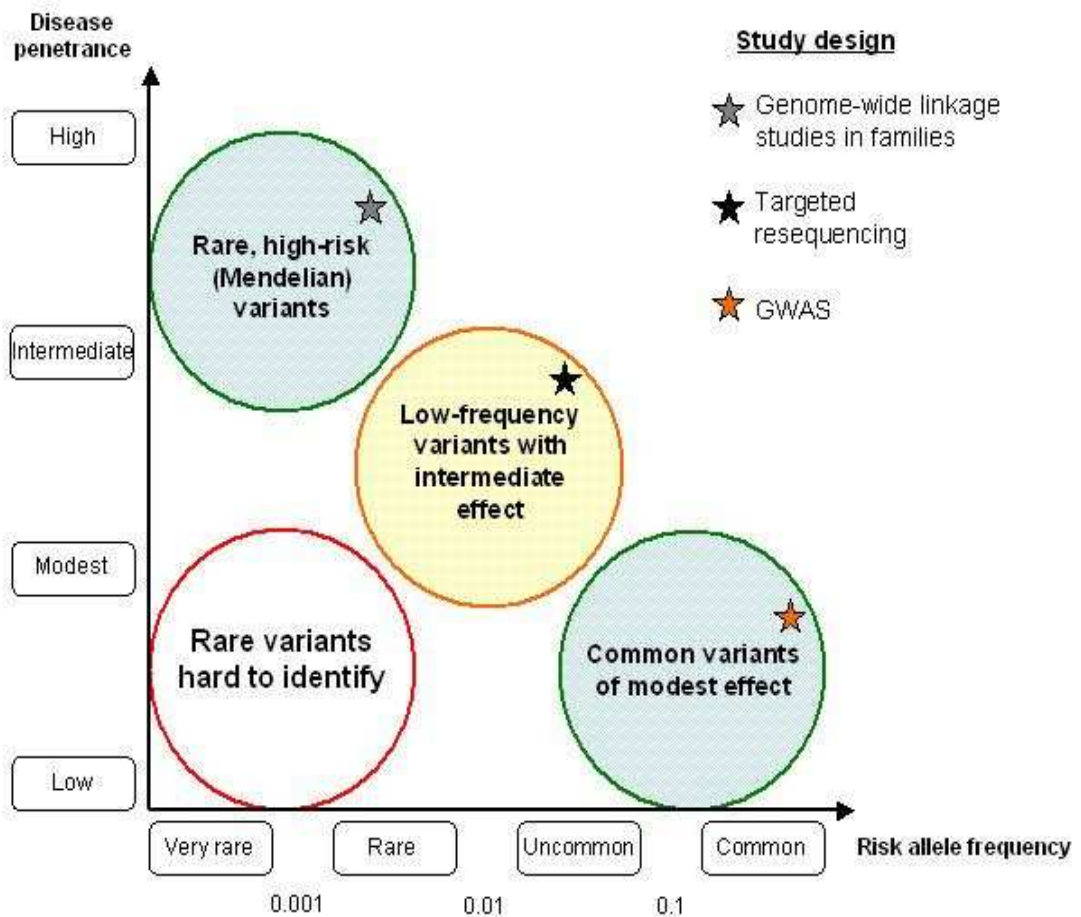 Disease
penetrance
Study design
Genome-wide linkage
studies in families
Targeted
resequencing
GWAS
High
Intermediate
Modest
Low
Rare, high-risk
(Mendelian)
variants
Low-frequency
variants with
intermediate
effect
Rare variants
hard to identify
Common variants
of modest effect
Very rare
Rare
Uncommon
Common
Risk allele frequency
0.001
0.01
0.1